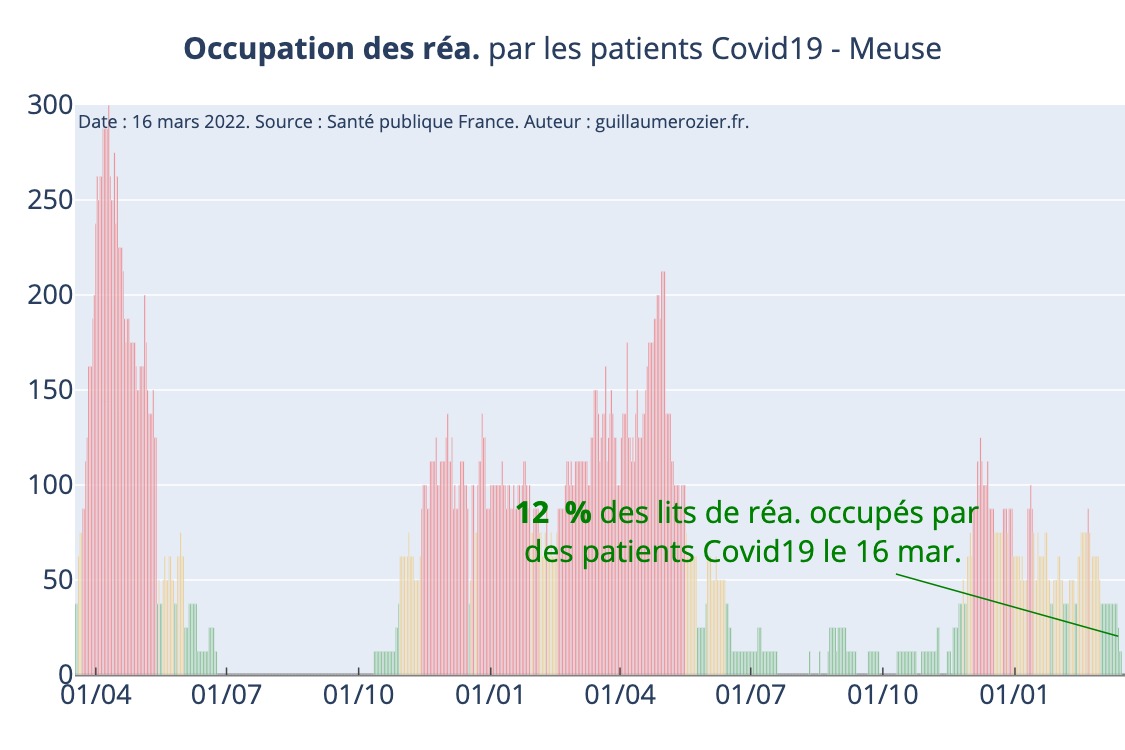 Occupation des réa. par les patients Covid19 - Meuse
300
Date : 16 mars 2022. Source : Santé publique France. Auteur : guillaumerozier.fr.
250
200
150
100
12 % des lits de réa. occupés par
des patients Covid19 le 16 mar.
50
0
01/04 01/07 01/10 01/01 01/04 01/07 01/10 01/01